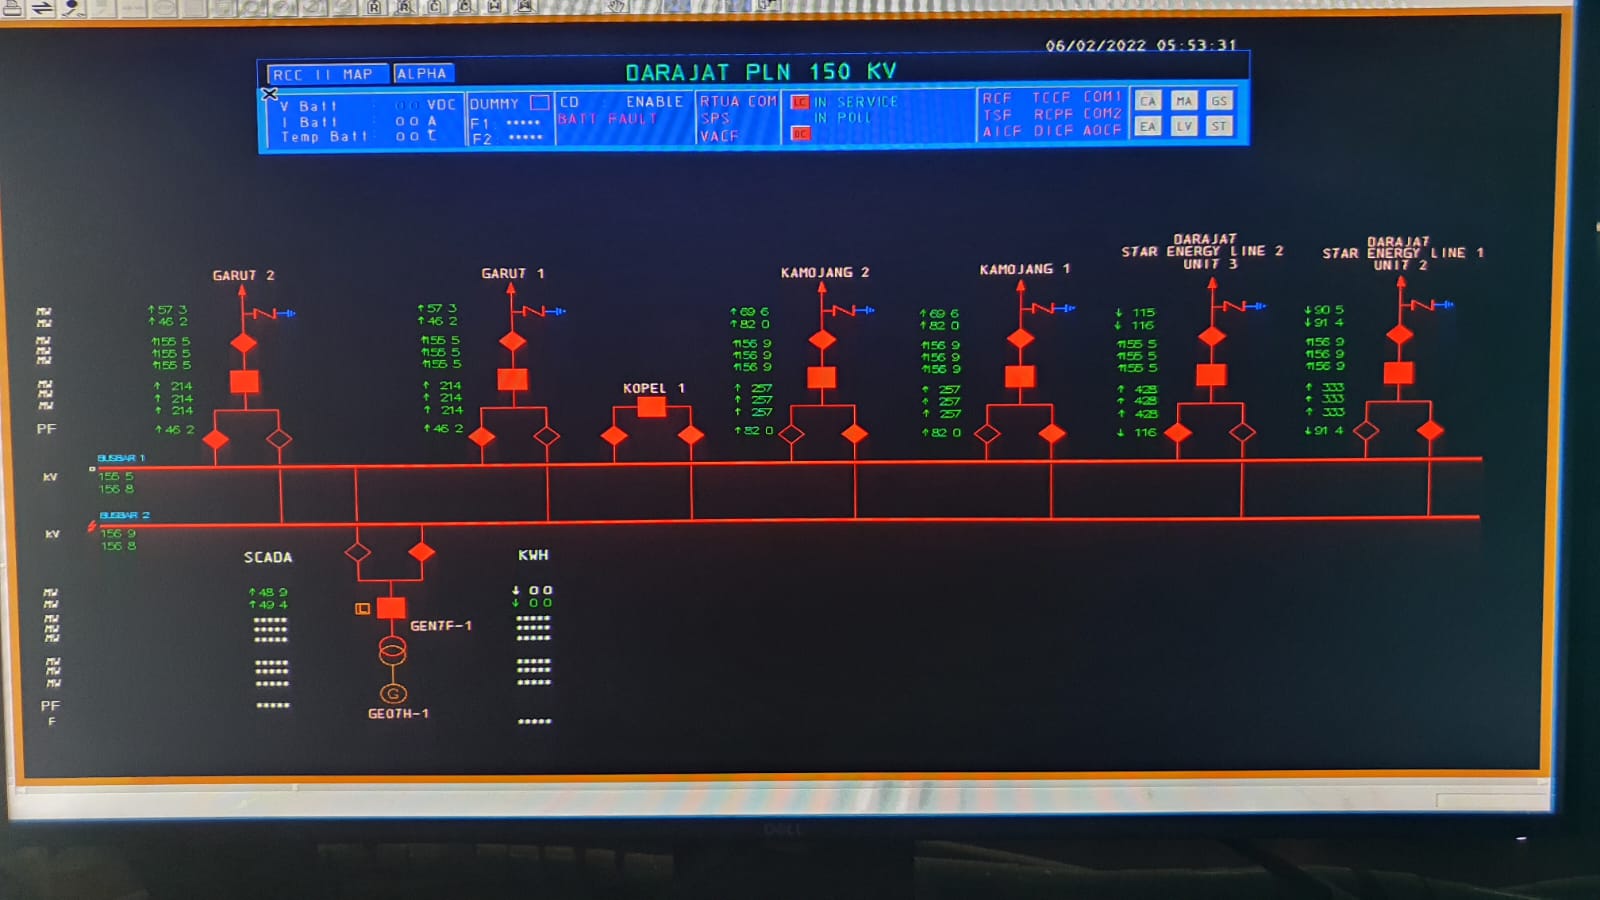 06/02/2022 05:53:31
RCC II MAP ALPHA DARAJAT PLN 150 KV
V Batt : 0.0 VDC
I Batt : 0.0 A
Temp Batt : 0.0 °C
DUMMY
F1 : *****
F2 : *****
CD : ENABLE
BATT FAULT
RTUA COM
SPS
VACF
LC IN SERVICE
IN POLL
DC
RCF TCCF COM1
TSF RCPF COM2
AICF DICF AOCF
CA MA GS
EA LV ST
GARUT 2
GARUT 1
KOPEL 1
KAMOJANG 2
KAMOJANG 1
DARAJAT
STAR ENERGY LINE 2
UNIT 3
DARAJAT
STAR ENERGY LINE 1
UNIT 2
MW ↑57.3 ↑57.3 ↑69.6 ↑69.6 ↓ 115 ↓90.5
MW ↑46.2 ↑46.2 ↑82.0 ↑82.0 ↓ 116 ↓91.4
MW ↑155.5 ↑155.5 ↑156.9 ↑156.9 ↑155.5 ↑156.9
MW ↑155.5 ↑155.5 ↑156.9 ↑156.9 ↑155.5 ↑156.9
MW ↑155.5 ↑155.5 ↑156.9 ↑156.9 ↑155.5 ↑156.9
MW ↑ 214 ↑ 214 ↑ 257 ↑ 257 ↑ 428 ↑ 333
MW ↑ 214 ↑ 214 ↑ 257 ↑ 257 ↑ 428 ↑ 333
MW ↑ 214 ↑ 214 ↑ 257 ↑ 257 ↑ 428 ↑ 333
PF ↑46.2 ↑46.2 ↑82.0 ↑82.0 ↓ 116 ↓91.4
BUSBAR 1
KV 155.5
156.8
BUSBAR 2
KV 156.9
156.8
SCADA KWH
MW ↑48.9 ↓ 0.0
MW ↑49.4 ↓ 0.0
MW ***** *****
MW ***** *****
MW ***** *****
MW ***** *****
MW ***** *****
MW ***** *****
PF *****
F *****
L
GEN7F-1
G
GEO7H-1
DELL